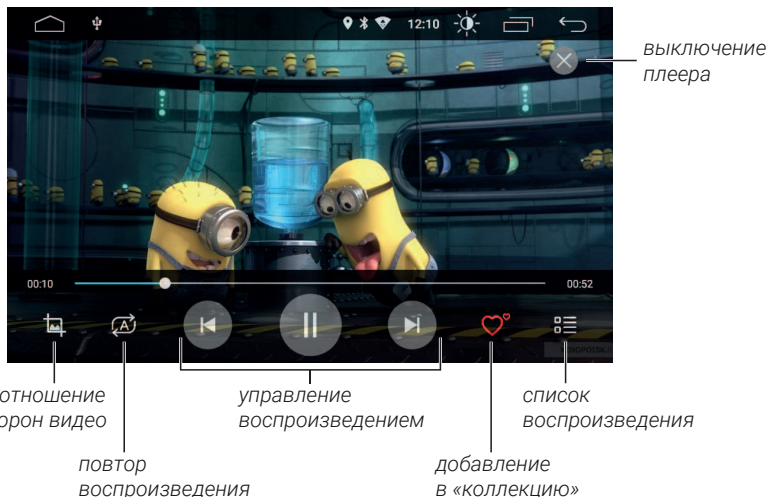 12:10
выключение
плеера
00:10
00:52
A
отношение
орон видео
управление
воспроизведением
список
воспроизведения
повтор
воспроизведения
добавление
в «коллекцию»